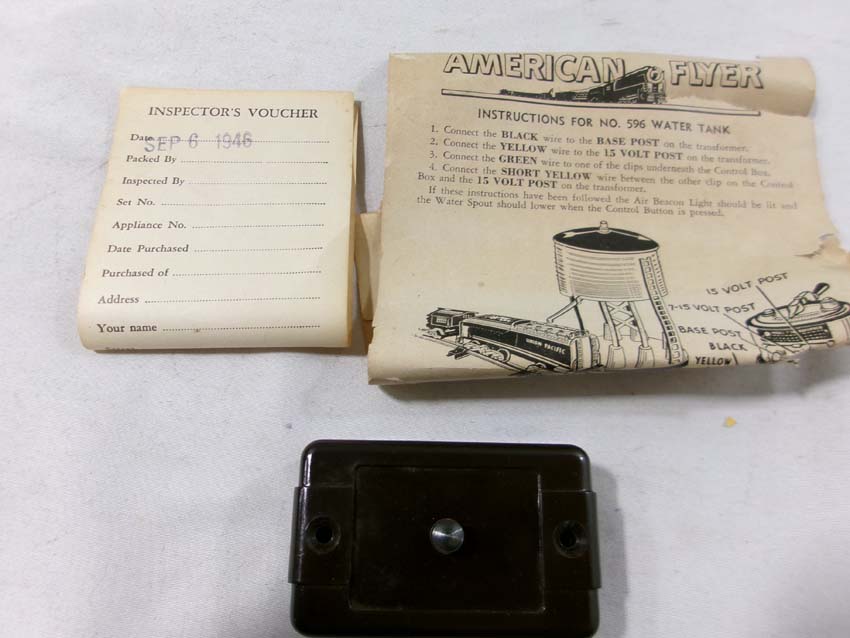 INSPECTOR'S VOUCHER
Date
SEP 6 1946
Packed By
Inspected By
Set No.
Appliance No.
Date Purchased
Purchased of
Address
Your name
AMERICAN FLYER
INSTRUCTIONS FOR NO. 596 WATER TANK
1. Connect the BLACK wire to the BASE POST on the transformer.
2. Connect the YELLOW wire to the 15 VOLT POST on the transformer.
3. Connect the GREEN wire to one of the clips underneath the Control Box.
4. Connect the SHORT YELLOW wire between the other clip on the Control
Box and the 15 VOLT POST on the transformer.
If these instructions have been followed the Air Beacon Light should be lit and
the Water Spout should lower when the Control Button is pressed.
15 VOLT POST
7-15 VOLT POST
BASE POST
BLACK
YELLOW
UNION PACIFIC